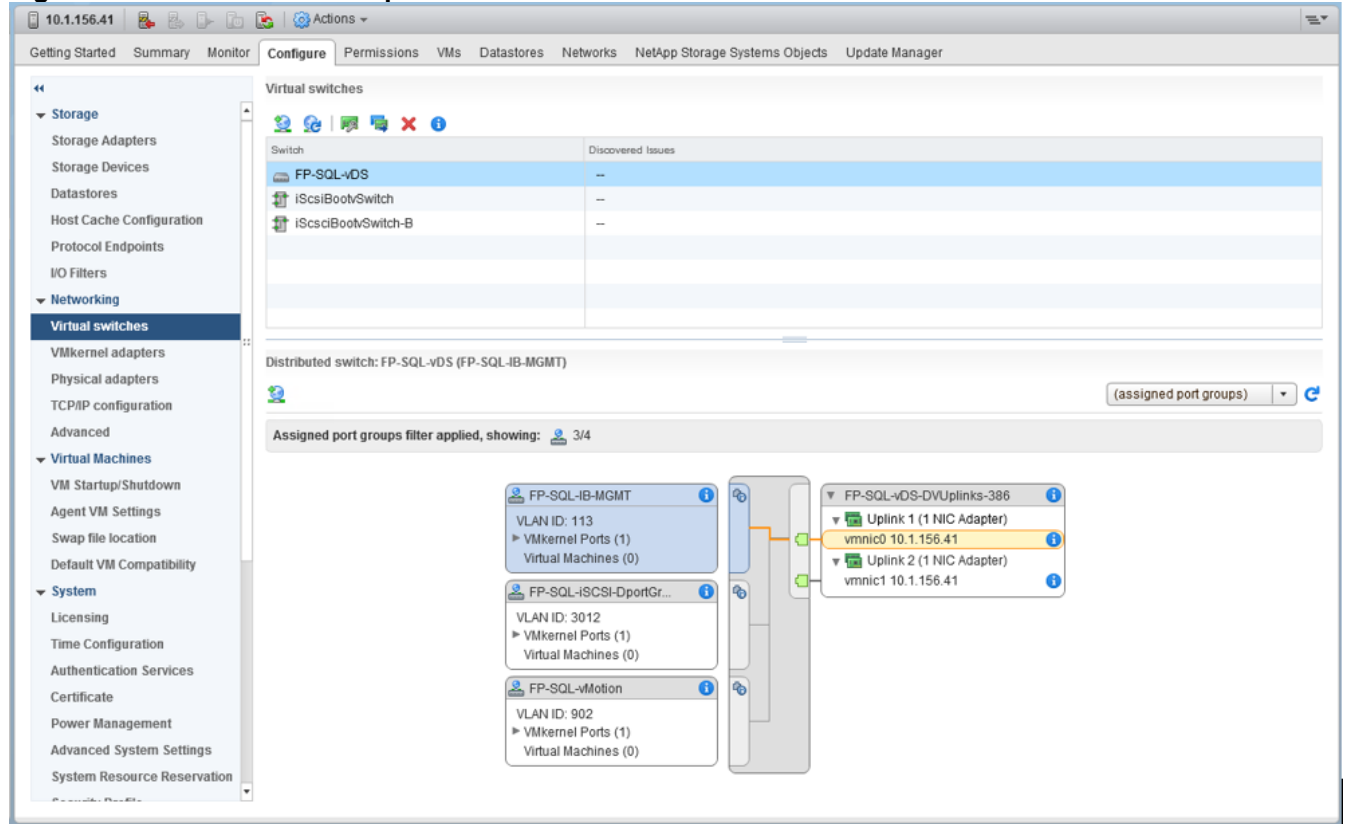 10.1.156.41 Actions
Getting Started Summary Monitor Configure Permissions VMs Datastores Networks NetApp Storage Systems Objects Update Manager
Storage
Storage Adapters
Storage Devices
Datastores
Host Cache Configuration
Protocol Endpoints
I/O Filters
Networking
Virtual switches
VMkernel adapters
Physical adapters
TCP/IP configuration
Advanced
Virtual Machines
VM Startup/Shutdown
Agent VM Settings
Swap file location
Default VM Compatibility
System
Licensing
Time Configuration
Authentication Services
Certificate
Power Management
Advanced System Settings
System Resource Reservation
Virtual switches
Switch Discovered Issues
FP-SQL-vDS --
iScsiBootvSwitch --
iScsciBootvSwitch-B --
Distributed switch: FP-SQL-vDS (FP-SQL-IB-MGMT)
(assigned port groups)
Assigned port groups filter applied, showing: 3/4
FP-SQL-IB-MGMT
VLAN ID: 113
VMkernel Ports (1)
Virtual Machines (0)
FP-SQL-iSCSI-DportGr...
VLAN ID: 3012
VMkernel Ports (1)
Virtual Machines (0)
FP-SQL-vMotion
VLAN ID: 902
VMkernel Ports (1)
Virtual Machines (0)
FP-SQL-vDS-DVUplinks-386
Uplink 1 (1 NIC Adapter)
vmnic0 10.1.156.41
Uplink 2 (1 NIC Adapter)
vmnic1 10.1.156.41